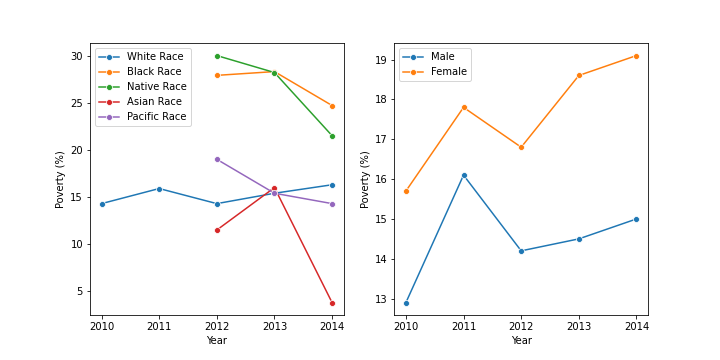 White Race
Black Race
Native Race
Asian Race
Pacific Race
30
25
20
15
10
5
Poverty (%)
2010 2011 2012 2013 2014
Year
Male
Female
19
18
17
16
15
14
13
Poverty (%)
2010 2011 2012 2013 2014
Year